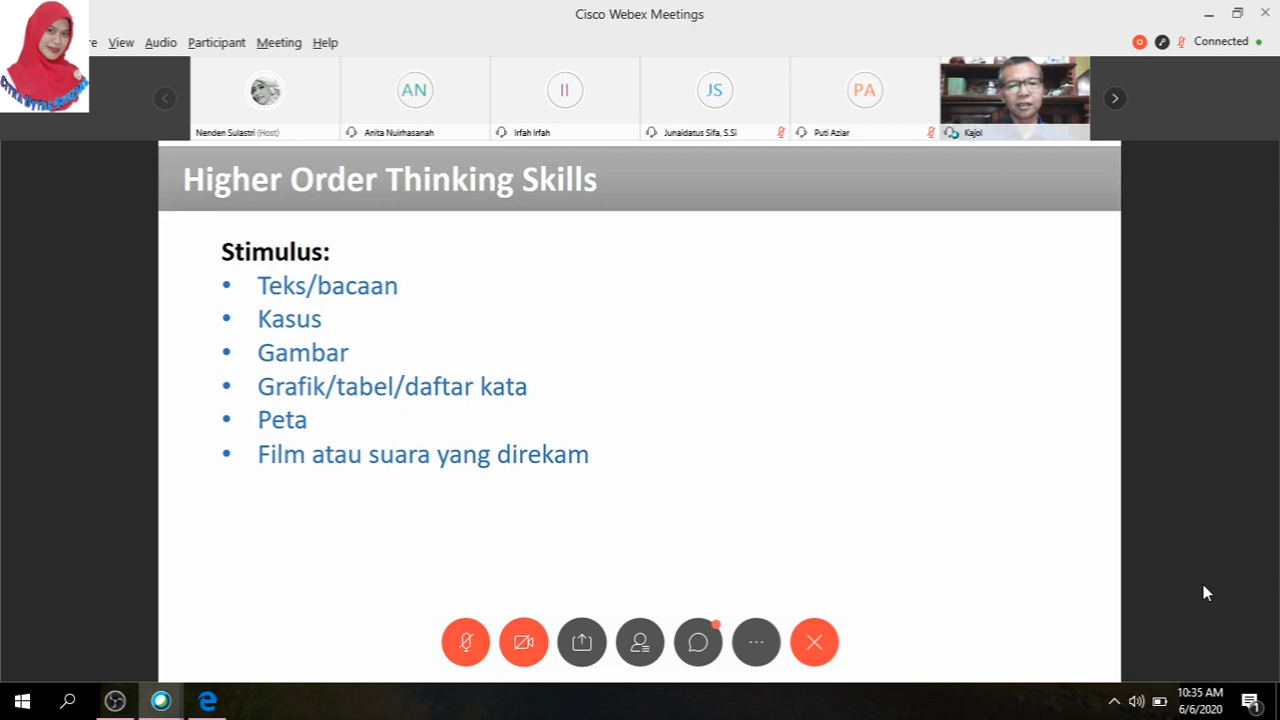 Cisco Webex Meetings
View Audio Participant Meeting Help
Connected
AN II JS PA
Nenden Sulastri (Host) Anita Nuirhasanah Irfah Irfah Junaidatus Sifa, S.Si Puti Aziar Kajol
Higher Order Thinking Skills
Stimulus:
• Teks/bacaan
• Kasus
• Gambar
• Grafik/tabel/daftar kata
• Peta
• Film atau suara yang direkam
10:35 AM
6/6/2020
1